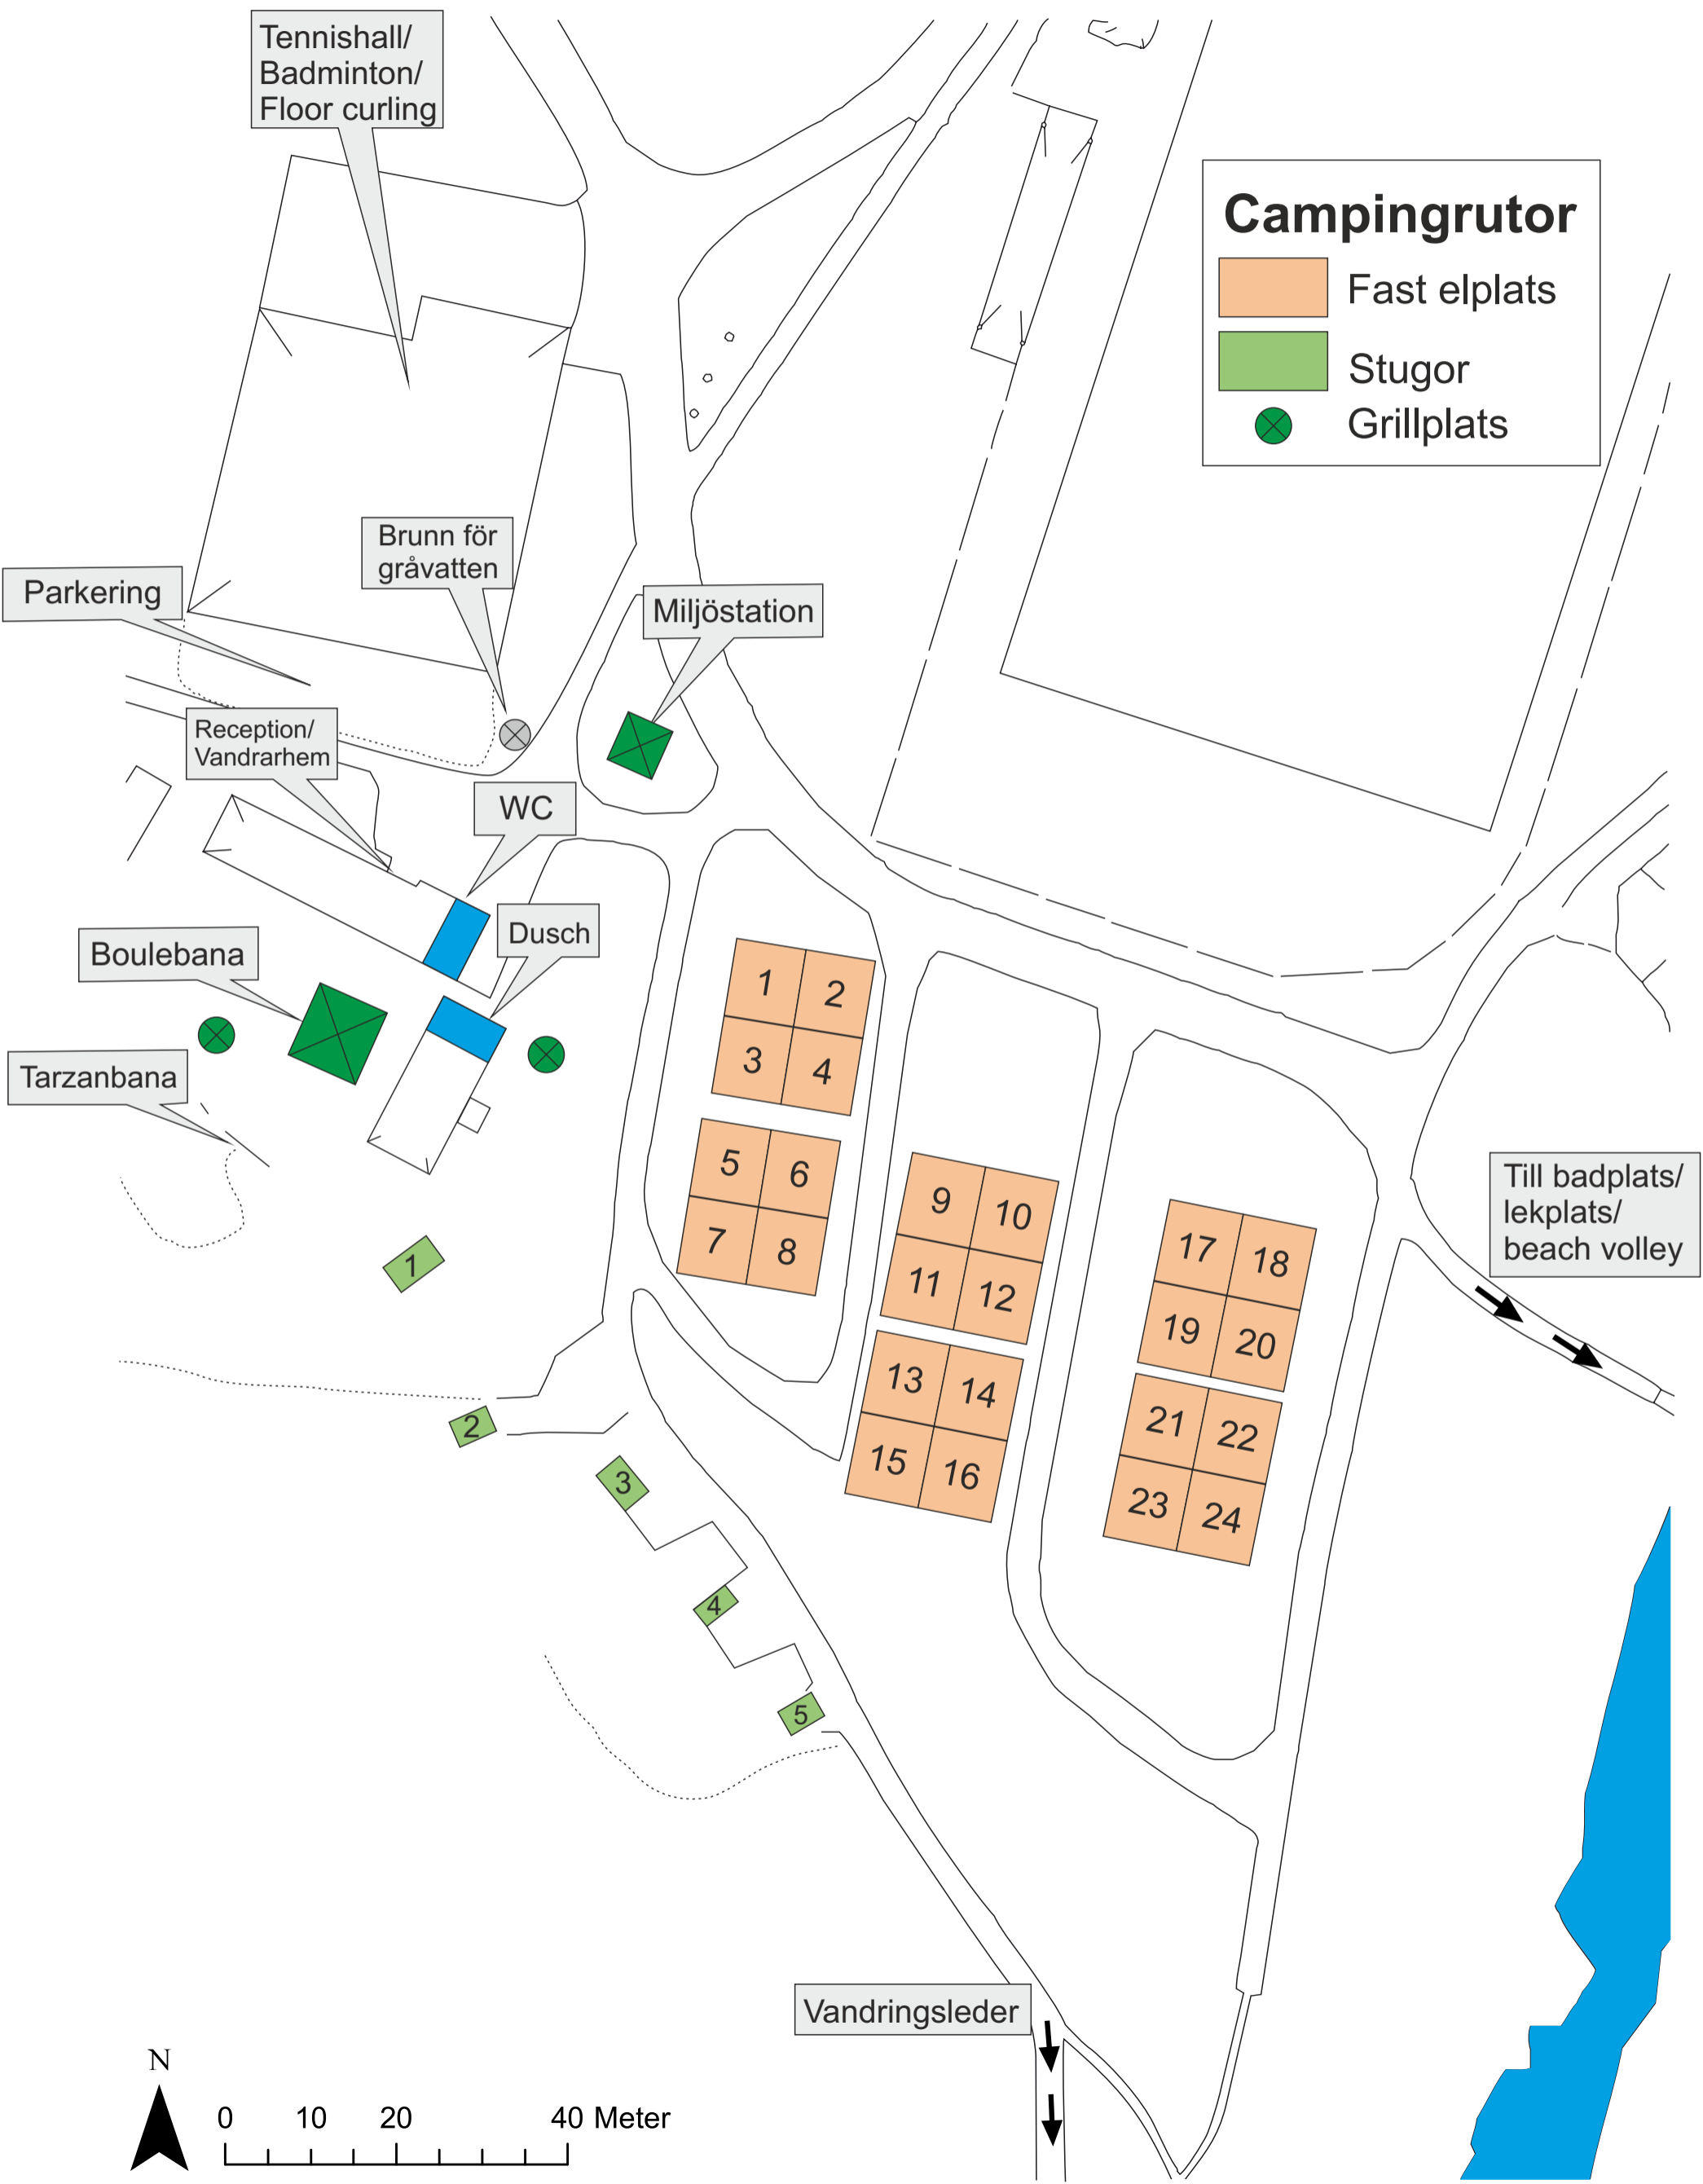 Tennishall/
Badminton/
Floor curling
Campingrutor
Fast elplats
Stugor
Grillplats
Brunn för
gråvatten
Parkering
Miljöstation
Reception/
Vandrarhem
WC
Dusch
Boulebana
Tarzanbana
1 2
3 4
5 6
7 8
9 10
11 12
13 14
15 16
17 18
19 20
21 22
23 24
Till badplats/
lekplats/
beach volley
1
2
3
4
5
Vandringsleder
N
0 10 20 40 Meter